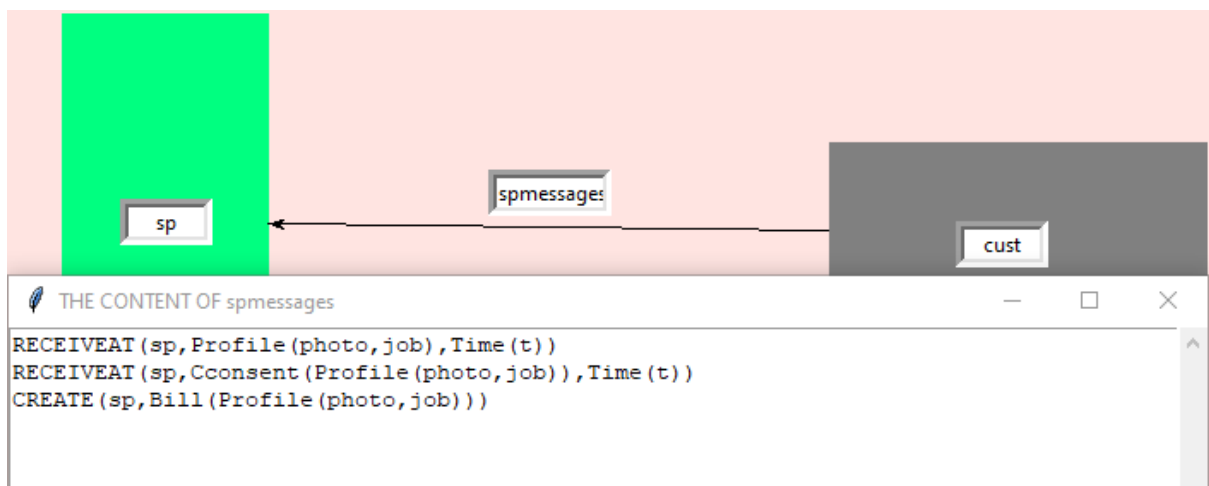 spmessages
sp
cust
THE CONTENT OF spmessages
RECEIVEAT(sp,Profile(photo,job),Time(t))
RECEIVEAT(sp,Cconsent(Profile(photo,job)),Time(t))
CREATE(sp,Bill(Profile(photo,job)))